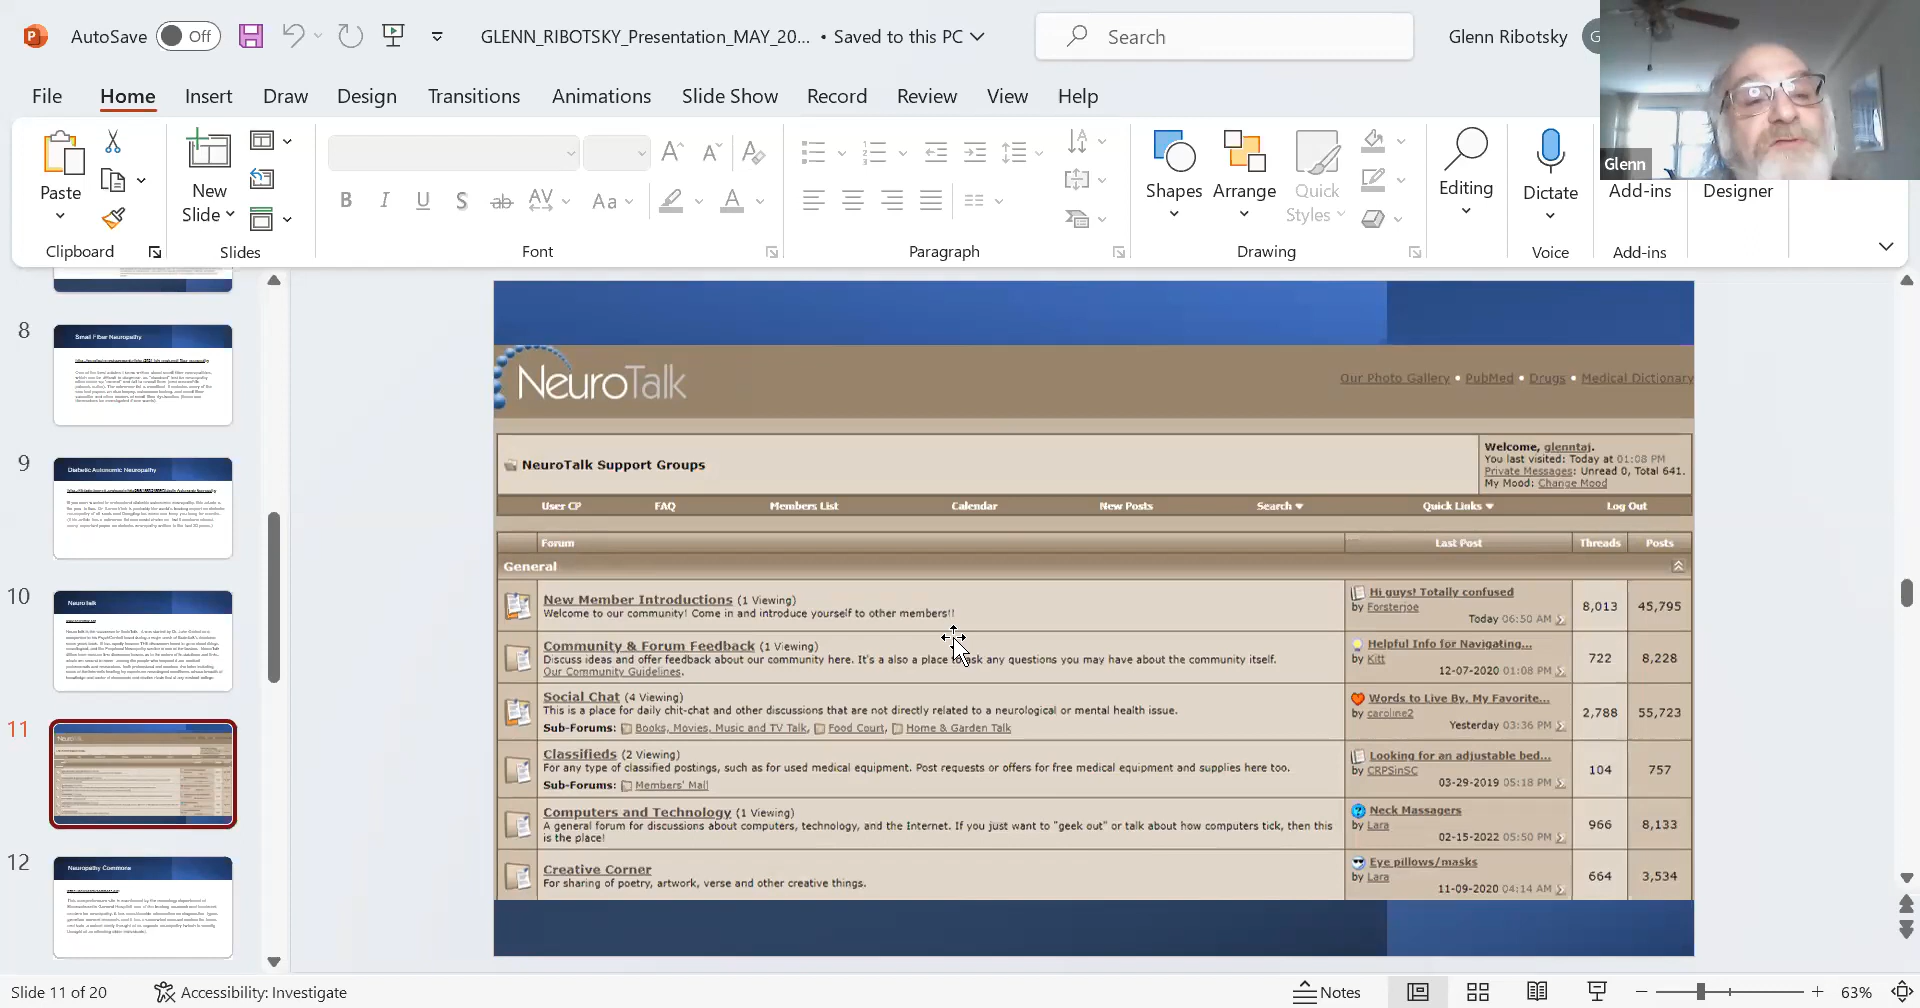 AutoSave Off GLENN_RIBOTSKY_Presentation_MAY_20... • Saved to this PC Search Glenn Ribotsky G
File Home Insert Draw Design Transitions Animations Slide Show Record Review View Help
Paste
New
Slide
A A A
B I U S ab AV Aa A
Shapes Arrange Quick
Styles
Editing
Dictate
Add-ins
Designer
Clipboard Slides Font Paragraph Drawing Voice Add-ins
Glenn
8
Small Fiber Neuropathy
9
Diabetic Autonomic Neuropathy
10
Neurotalk
11
12
Neuropathy Commons
NeuroTalk
Our Photo Gallery • PubMed • Drugs • Medical Dictionary
NeuroTalk Support Groups
Welcome, glenntaj.
You last visited: Today at 01:08 PM
Private Messages: Unread 0, Total 641.
My Mood: Change Mood
User CP FAQ Members List Calendar New Posts Search Quick Links Log Out
Forum Last Post Threads Posts
General
New Member Introductions (1 Viewing)
Welcome to our community! Come in and introduce yourself to other members!!
Hi guys! Totally confused
by Forsterjoe
Today 06:50 AM
8,013 45,795
Community & Forum Feedback (1 Viewing)
Discuss ideas and offer feedback about our community here. It's a also a place to ask any questions you may have about the community itself.
Our Community Guidelines.
Helpful Info for Navigating...
by Kitt
12-07-2020 01:08 PM
722 8,228
Social Chat (4 Viewing)
This is a place for daily chit-chat and other discussions that are not directly related to a neurological or mental health issue.
Sub-Forums: Books, Movies, Music and TV Talk, Food Court, Home & Garden Talk
Words to Live By, My Favorite...
by caroline2
Yesterday 03:36 PM
2,788 55,723
Classifieds (2 Viewing)
For any type of classified postings, such as for used medical equipment. Post requests or offers for free medical equipment and supplies here too.
Sub-Forums: Members' Mall
Looking for an adjustable bed...
by CRPSinSC
03-29-2019 05:18 PM
104 757
Computers and Technology (1 Viewing)
A general forum for discussions about computers, technology, and the Internet. If you just want to "geek out" or talk about how computers tick, then this
is the place!
Neck Massagers
by Lara
02-15-2022 05:50 PM
966 8,133
Creative Corner
For sharing of poetry, artwork, verse and other creative things.
Eye pillows/masks
by Lara
11-09-2020 04:14 AM
664 3,534
Slide 11 of 20 Accessibility: Investigate Notes 63%